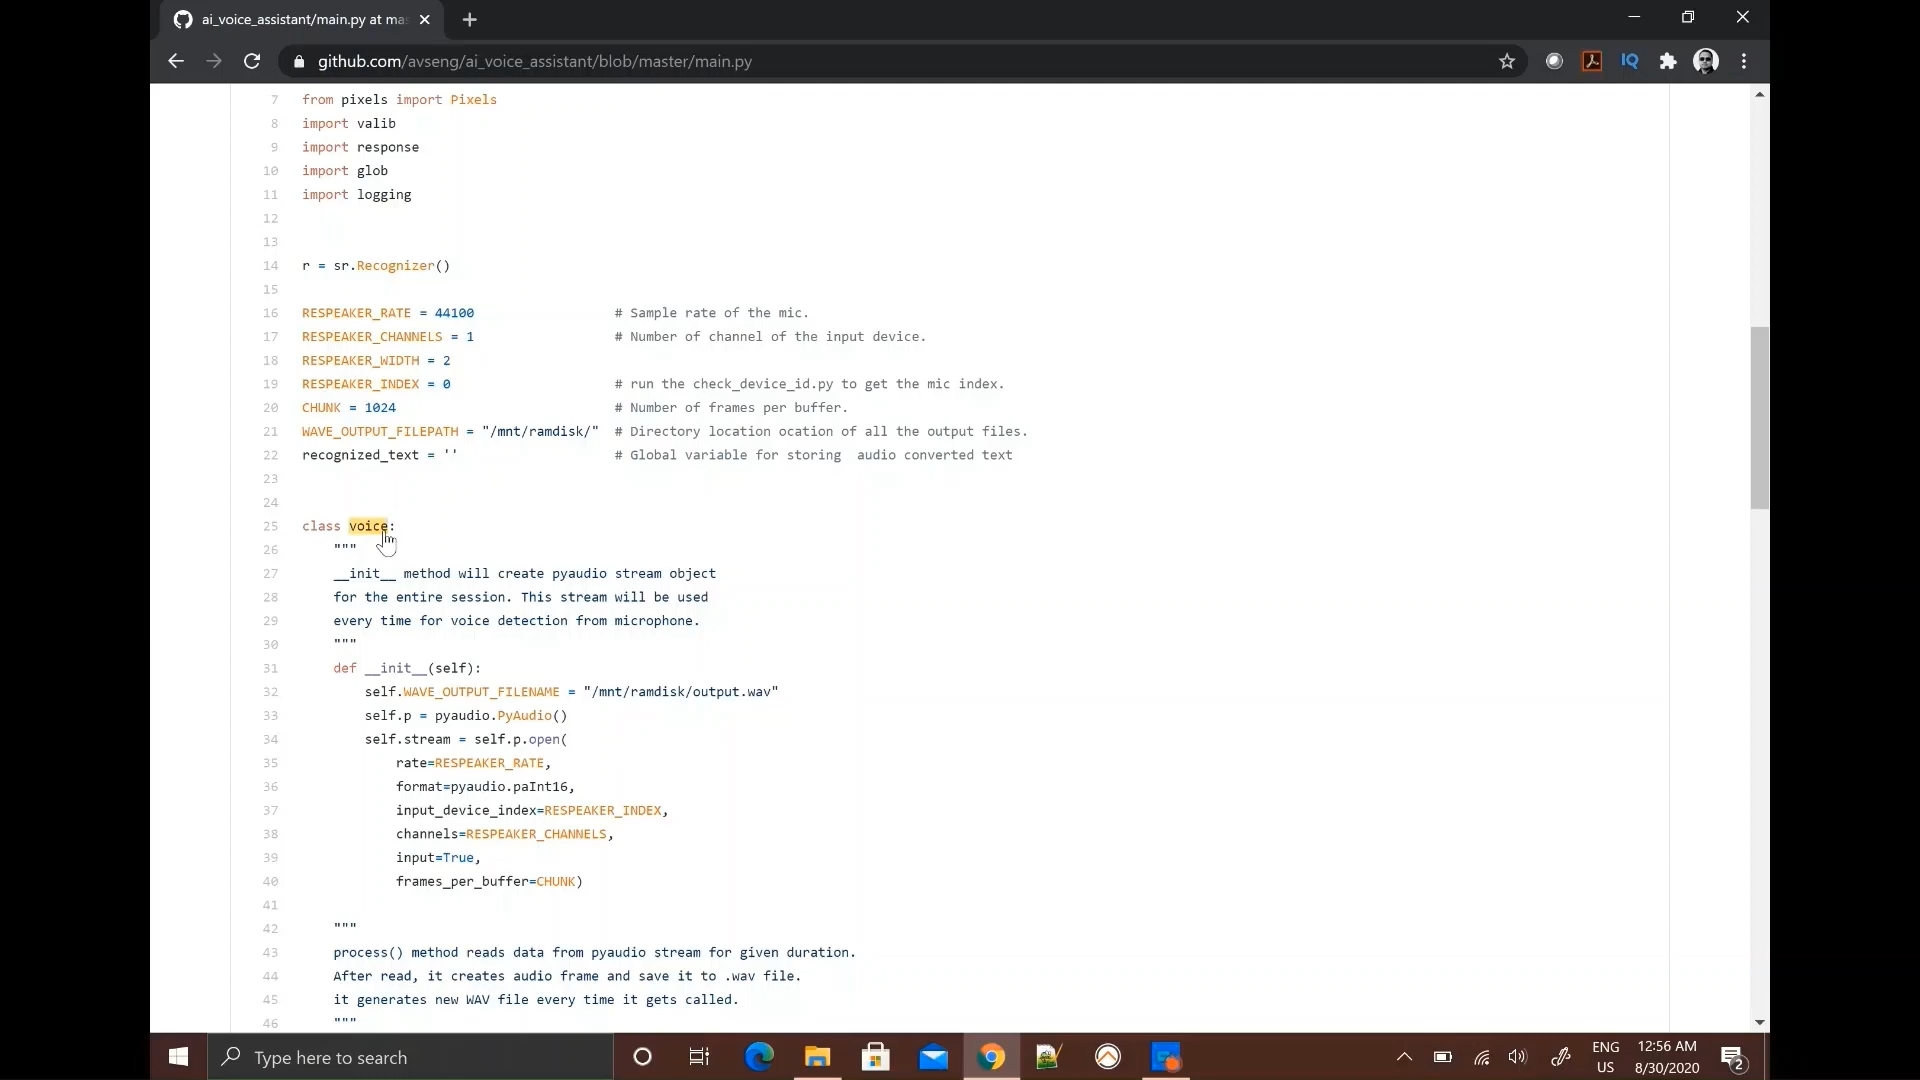 ai_voice_assistant/main.py at mas
github.com/avseng/ai_voice_assistant/blob/master/main.py
IQ
7 from pixels import Pixels
8 import valib
9 import response
10 import glob
11 import logging
12
13
14 r = sr.Recognizer()
15
16 RESPEAKER_RATE = 44100 # Sample rate of the mic.
17 RESPEAKER_CHANNELS = 1 # Number of channel of the input device.
18 RESPEAKER_WIDTH = 2
19 RESPEAKER_INDEX = 0 # run the check_device_id.py to get the mic index.
20 CHUNK = 1024 # Number of frames per buffer.
21 WAVE_OUTPUT_FILEPATH = "/mnt/ramdisk/" # Directory location ocation of all the output files.
22 recognized_text = '' # Global variable for storing  audio converted text
23
24
25 class voice:
26 """
27 __init__ method will create pyaudio stream object
28 for the entire session. This stream will be used
29 every time for voice detection from microphone.
30 """
31 def __init__(self):
32 self.WAVE_OUTPUT_FILENAME = "/mnt/ramdisk/output.wav"
33 self.p = pyaudio.PyAudio()
34 self.stream = self.p.open(
35 rate=RESPEAKER_RATE,
36 format=pyaudio.paInt16,
37 input_device_index=RESPEAKER_INDEX,
38 channels=RESPEAKER_CHANNELS,
39 input=True,
40 frames_per_buffer=CHUNK)
41
42 """
43 process() method reads data from pyaudio stream for given duration.
44 After read, it creates audio frame and save it to .wav file.
45 it generates new WAV file every time it gets called.
46 """
Type here to search
ENG
US
12:56 AM
8/30/2020
2